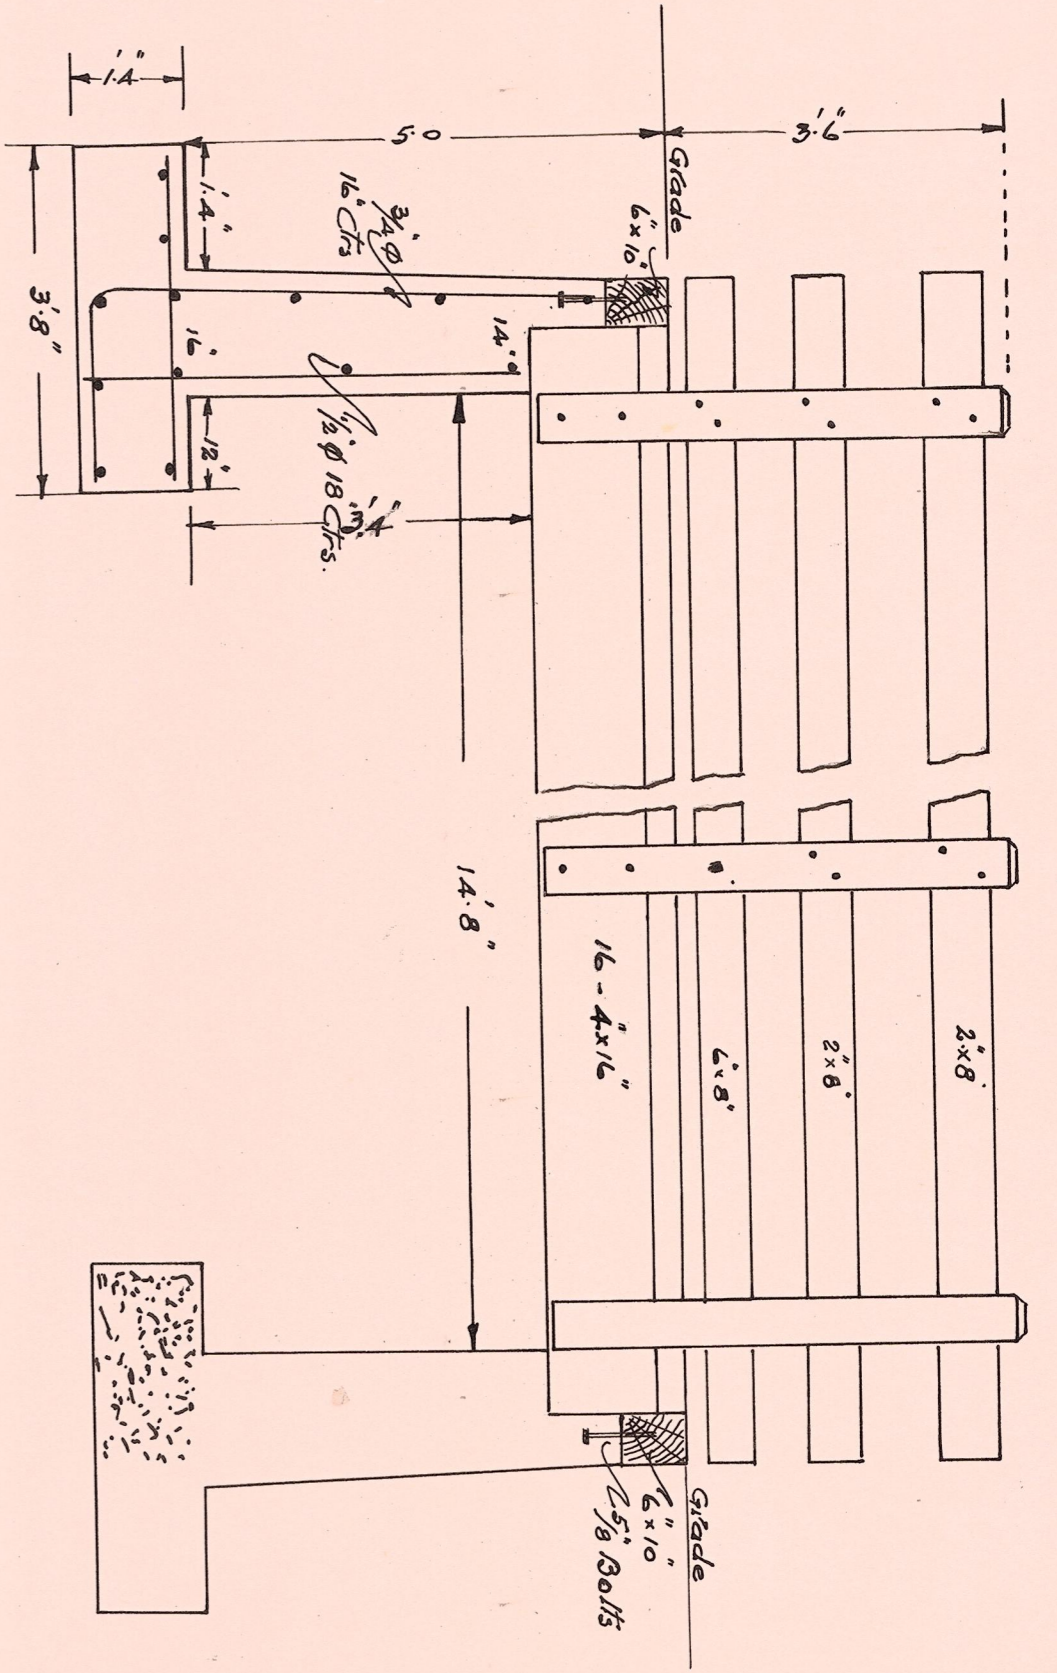 3'.6"
2"x8"
2"x8"
6"x8"
Grade
Grade
6"x10"
6"x10"
5/8" Bolts
16-4"x16"
14"
5.0
14'.8"
3/4"φ
16" Ctrs
3'.4"
1/2"φ 18"Ctrs.
1'.4"
16"
12"
1'.4"
3'.8"